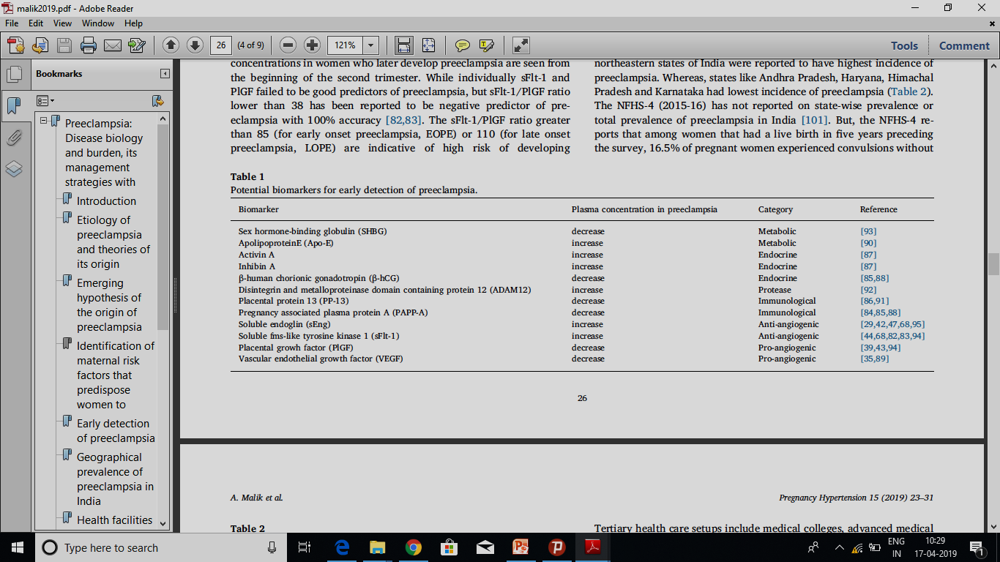 malik2019.pdf - Adobe Reader
File Edit View Window Help
26 (4 of 9) 121% Tools Comment
Bookmarks
Preeclampsia:
Disease biology
and burden, its
management
strategies with
Introduction
Etiology of
preeclampsia
and theories of
its origin
Emerging
hypothesis of
the origin of
preeclampsia
Identification of
maternal risk
factors that
predispose
women to
Early detection
of preeclampsia
Geographical
prevalence of
preeclampsia in
India
Health facilities
concentrations in women who later develop preeclampsia are seen from
the beginning of the second trimester. While individually sFlt-1 and
PlGF failed to be good predictors of preeclampsia, but sFlt-1/PlGF ratio
lower than 38 has been reported to be negative predictor of pre-
eclampsia with 100% accuracy [82,83]. The sFlt-1/PlGF ratio greater
than 85 (for early onset preeclampsia, EOPE) or 110 (for late onset
preeclampsia, LOPE) are indicative of high risk of developing
northeastern states of India were reported to have highest incidence of
preeclampsia. Whereas, states like Andhra Pradesh, Haryana, Himachal
Pradesh and Karnataka had lowest incidence of preeclampsia (Table 2).
The NFHS-4 (2015-16) has not reported on state-wise prevalence or
total prevalence of preeclampsia in India [101]. But, the NFHS-4 re-
ports that among women that had a live birth in five years preceding
the survey, 16.5% of pregnant women experienced convulsions without
Table 1
Potential biomarkers for early detection of preeclampsia.
Biomarker Plasma concentration in preeclampsia Category Reference
Sex hormone-binding globulin (SHBG) decrease Metabolic [93]
ApolipoproteinE (Apo-E) increase Metabolic [90]
Activin A increase Endocrine [87]
Inhibin A increase Endocrine [87]
β-human chorionic gonadotropin (β-hCG) decrease Endocrine [85,88]
Disintegrin and metalloproteinase domain containing protein 12 (ADAM12) increase Protease [92]
Placental protein 13 (PP-13) decrease Immunological [86,91]
Pregnancy associated plasma protein A (PAPP-A) decrease Immunological [84,85,88]
Soluble endoglin (sEng) increase Anti-angiogenic [29,42,47,68,95]
Soluble fms-like tyrosine kinase 1 (sFlt-1) increase Anti-angiogenic [44,68,82,83,94]
Placental growh factor (PlGF) decrease Pro-angiogenic [39,43,94]
Vascular endothelial growth factor (VEGF) decrease Pro-angiogenic [35,89]
26
A. Malik et al. Pregnancy Hypertension 15 (2019) 23–31
Table 2
Tertiary health care setups include medical colleges, advanced medical
Type here to search
ENG
IN
10:29
17-04-2019
1